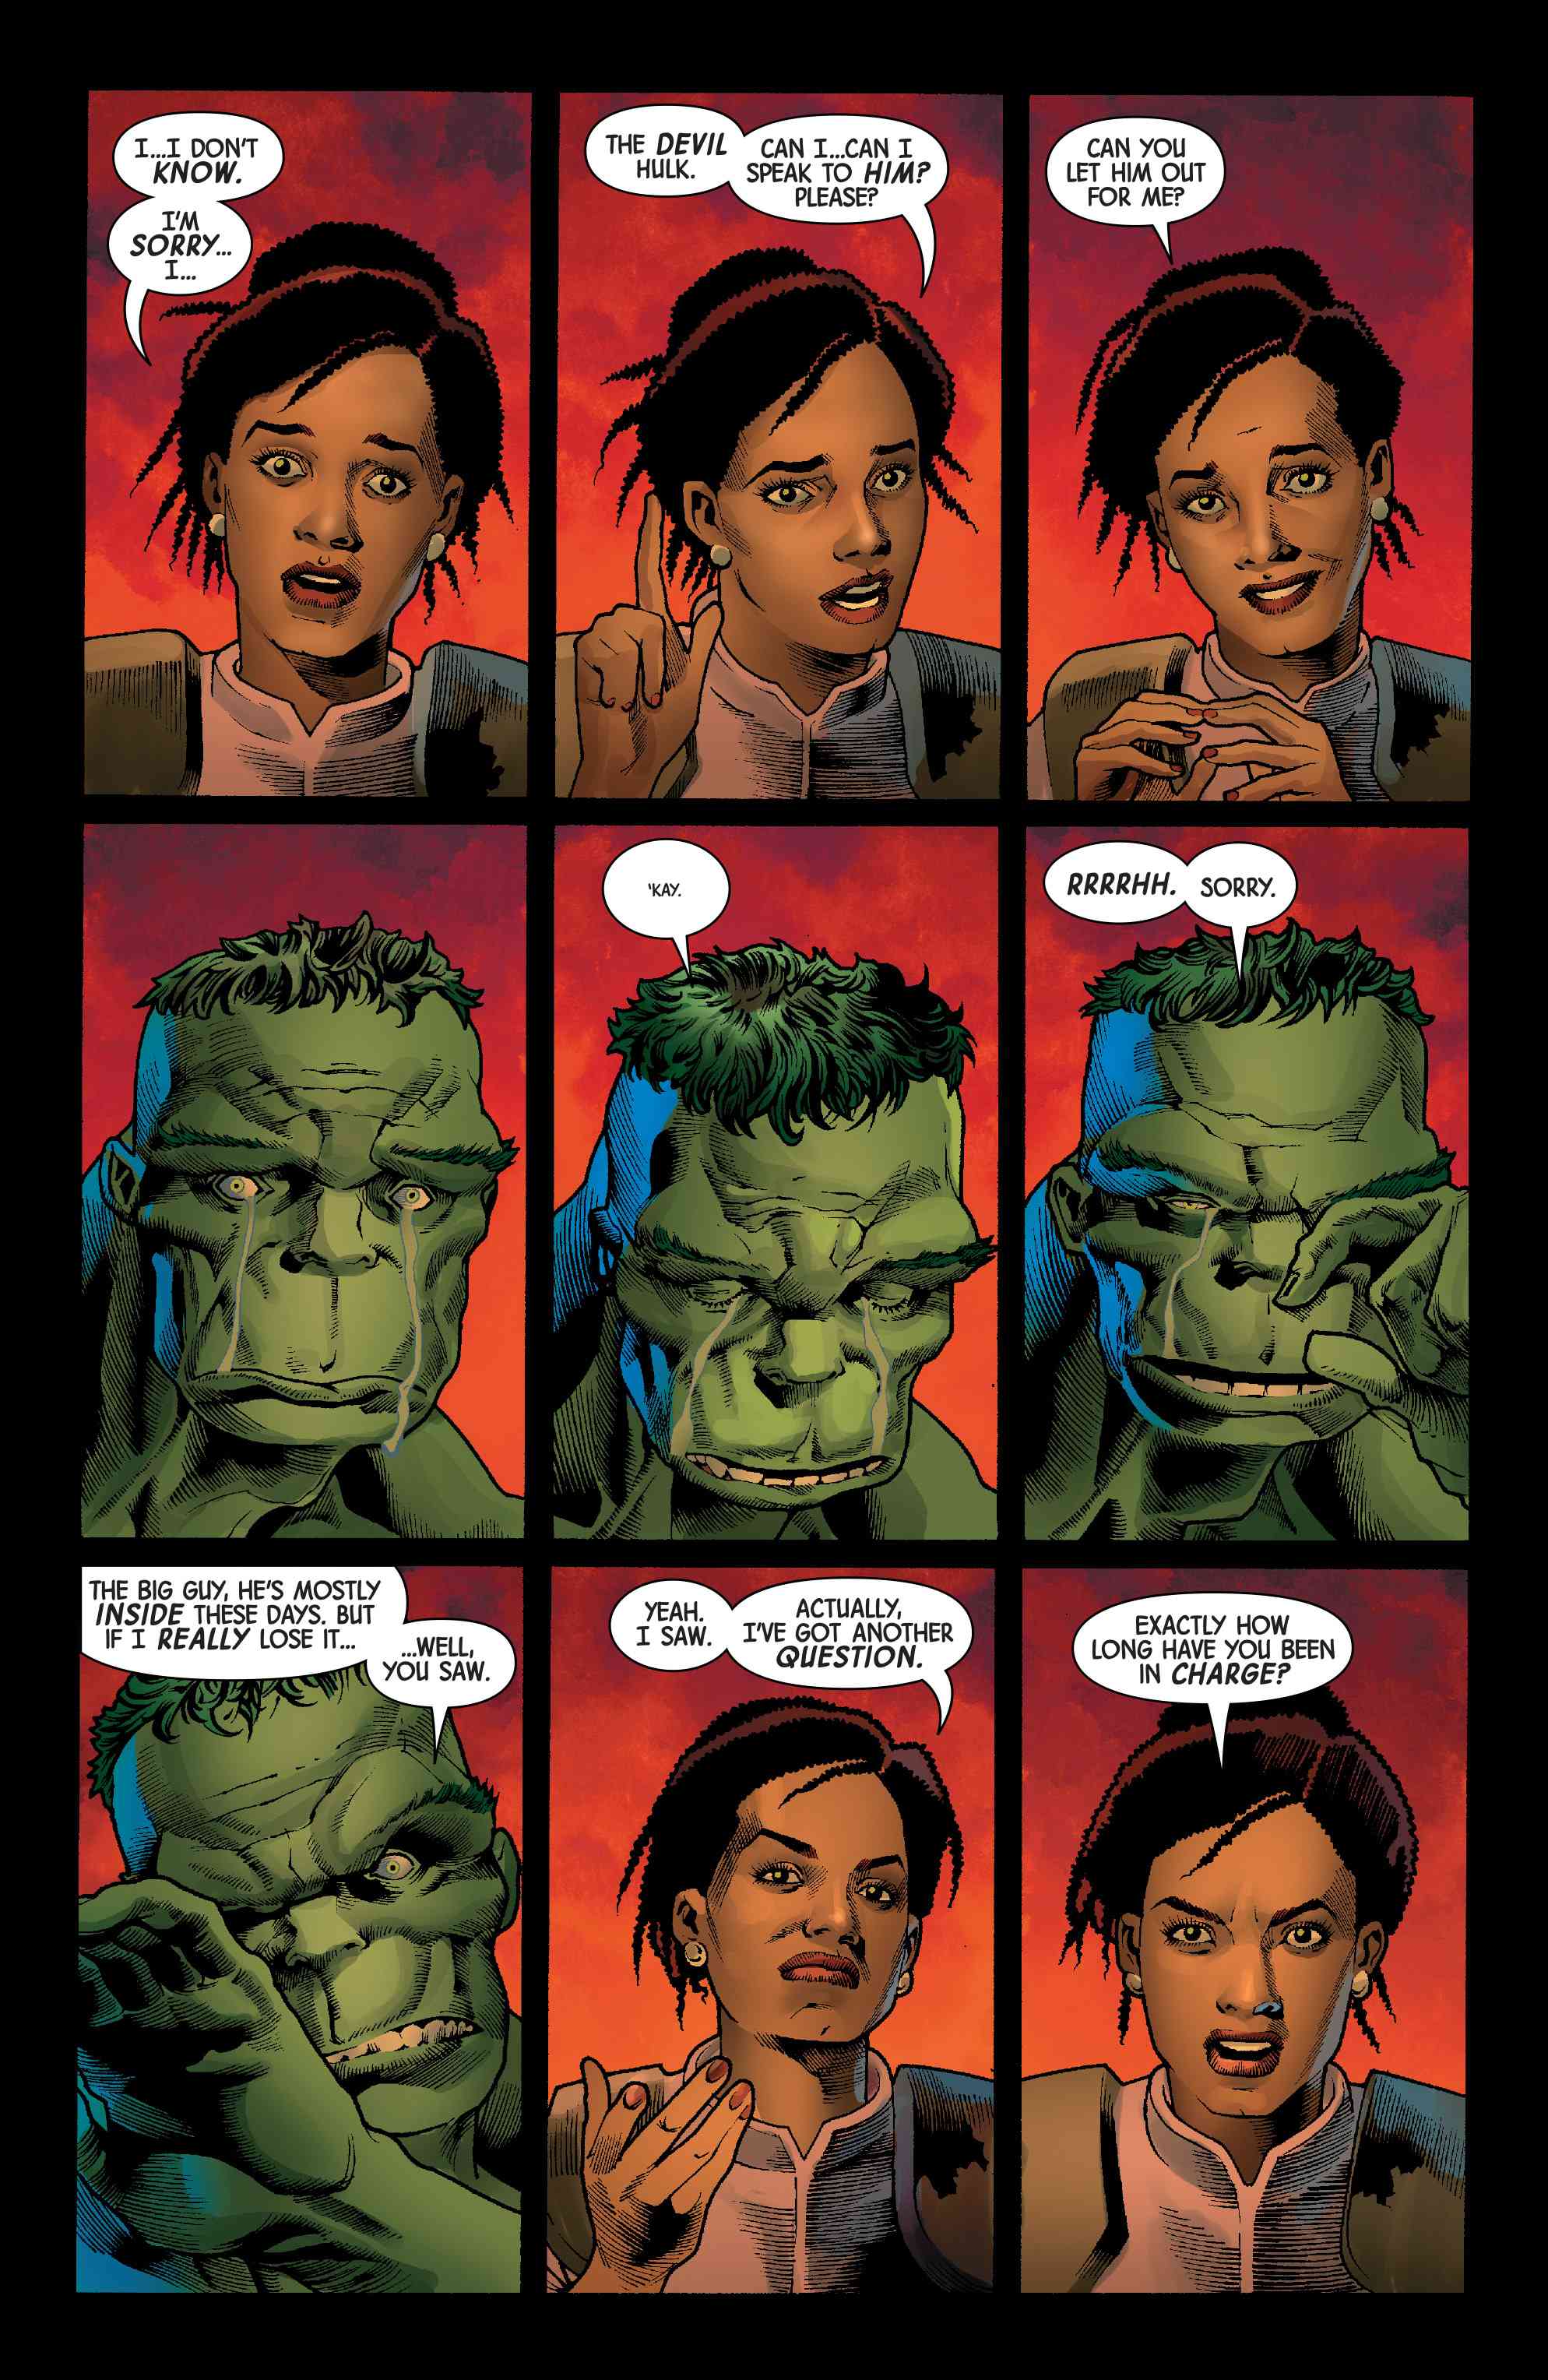 I...I DON'T
KNOW.
I'M
SORRY...
I...
THE DEVIL
HULK.
CAN I...CAN I
SPEAK TO HIM?
PLEASE?
CAN YOU
LET HIM OUT
FOR ME?
'KAY.
RRRRHH.
SORRY.
THE BIG GUY, HE'S MOSTLY
INSIDE THESE DAYS. BUT
IF I REALLY LOSE IT...
...WELL,
YOU SAW.
YEAH.
I SAW.
ACTUALLY,
I'VE GOT ANOTHER
QUESTION.
EXACTLY HOW
LONG HAVE YOU BEEN
IN CHARGE?